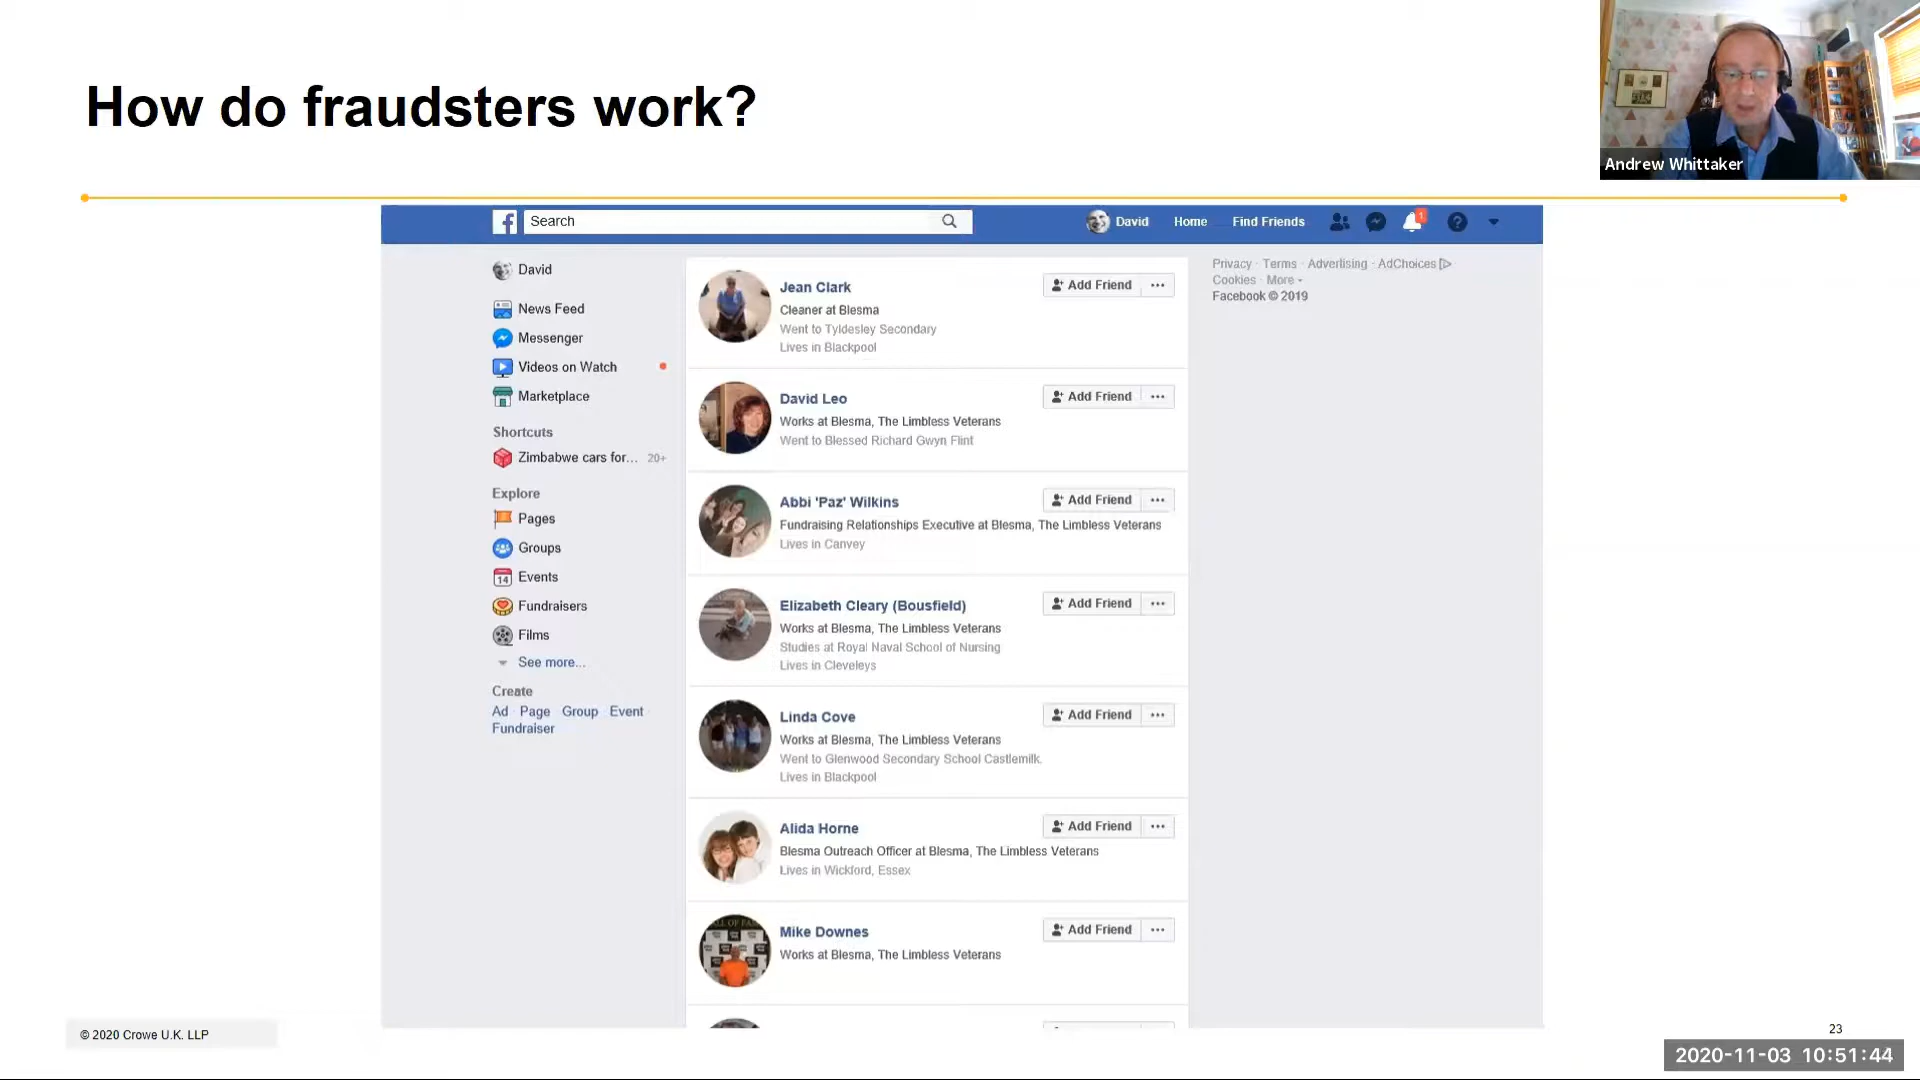 How do fraudsters work?
Andrew Whittaker
Search
David
Home
Find Friends
1
David
News Feed
Messenger
Videos on Watch
Marketplace
Shortcuts
Zimbabwe cars for... 20+
Explore
Pages
Groups
14 Events
Fundraisers
Films
See more...
Create
Ad · Page Group Event
Fundraiser
Jean Clark
Add Friend
Cleaner at Blesma
Went to Tyldesley Secondary
Lives in Blackpool
David Leo
Add Friend
Works at Blesma, The Limbless Veterans
Went to Blessed Richard Gwyn Flint
Abbi 'Paz' Wilkins
Add Friend
Fundraising Relationships Executive at Blesma, The Limbless Veterans
Lives in Canvey
Elizabeth Cleary (Bousfield)
Add Friend
Works at Blesma, The Limbless Veterans
Studies at Royal Naval School of Nursing
Lives in Cleveleys
Linda Cove
Add Friend
Works at Blesma, The Limbless Veterans
Went to Glenwood Secondary School Castlemilk.
Lives in Blackpool
Alida Horne
Add Friend
Blesma Outreach Officer at Blesma, The Limbless Veterans
Lives in Wickford, Essex
Mike Downes
Add Friend
Works at Blesma, The Limbless Veterans
Privacy · Terms · Advertising · AdChoices
Cookies · More
Facebook © 2019
© 2020 Crowe U.K. LLP
23
2020-11-03 10:51:44